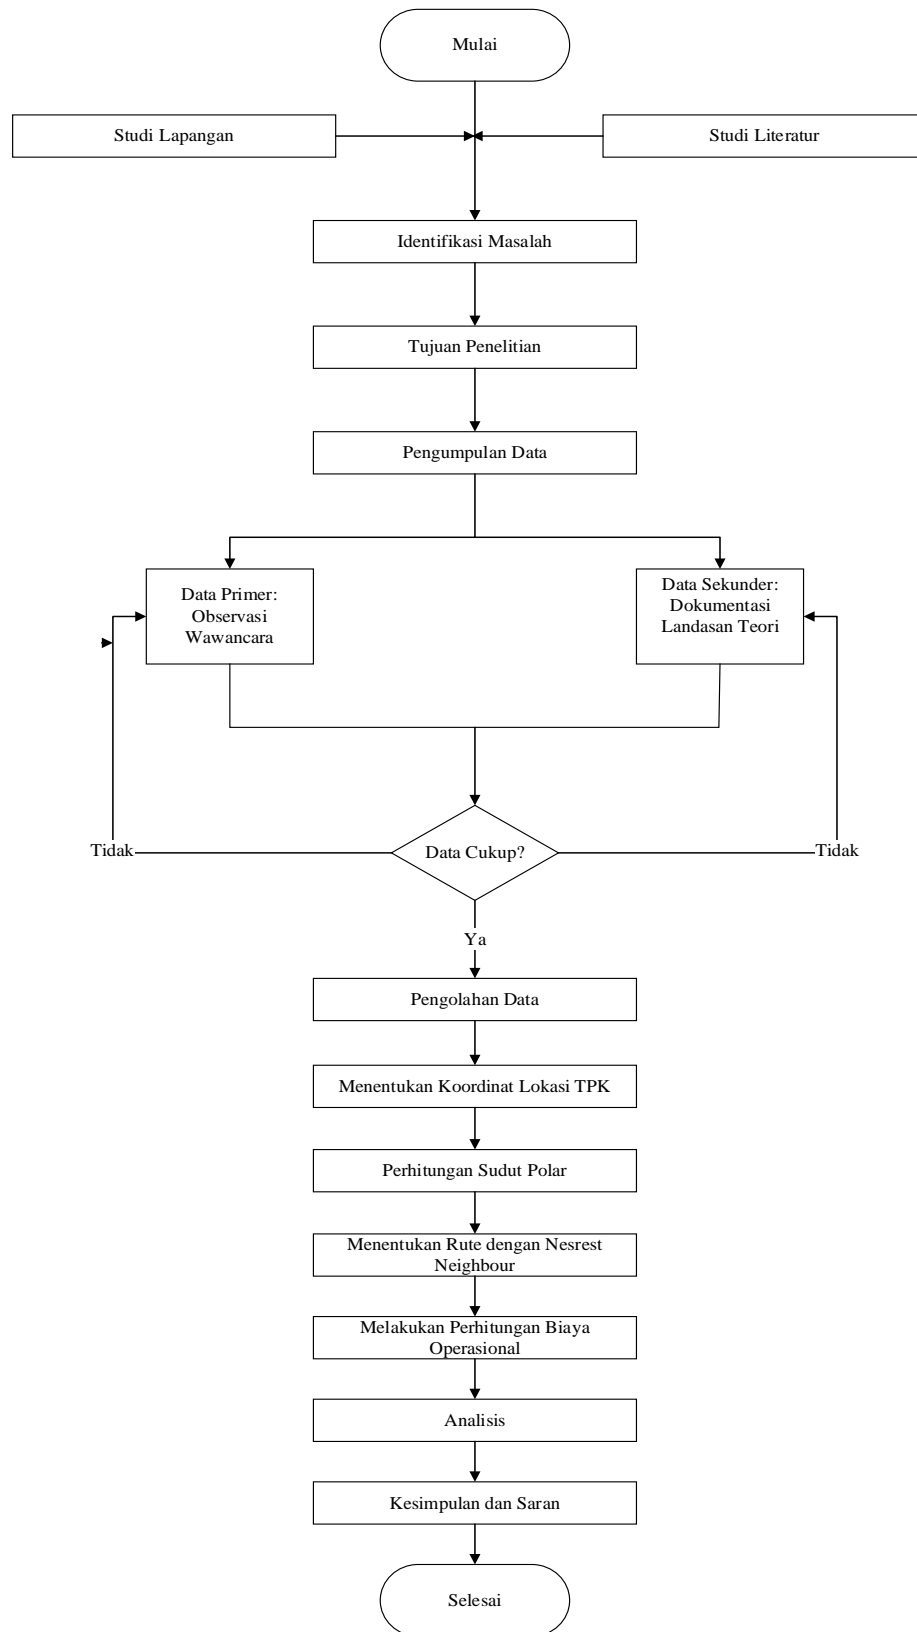 Mulai
Studi Lapangan
Studi Literatur
Identifikasi Masalah
Tujuan Penelitian
Pengumpulan Data
Data Primer:
Observasi
Wawancara
Data Sekunder:
Dokumentasi
Landasan Teori
Tidak
Data Cukup?
Tidak
Ya
Pengolahan Data
Menentukan Koordinat Lokasi TPK
Perhitungan Sudut Polar
Menentukan Rute dengan Nesrest
Neighbour
Melakukan Perhitungan Biaya
Operasional
Analisis
Kesimpulan dan Saran
Selesai